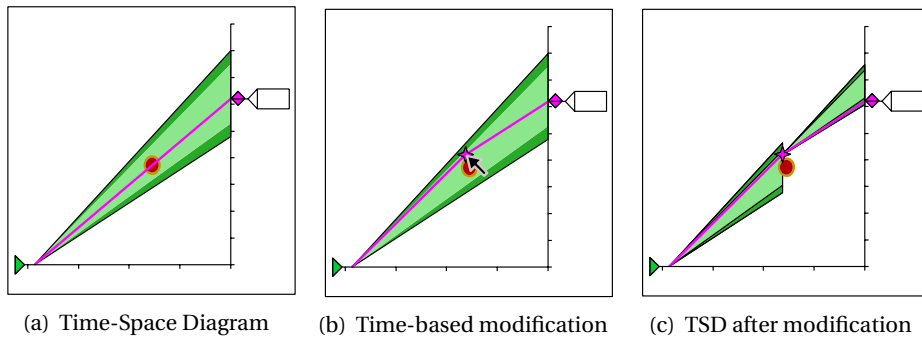 (a) Time-Space Diagram
(b) Time-based modification
(c) TSD after modification